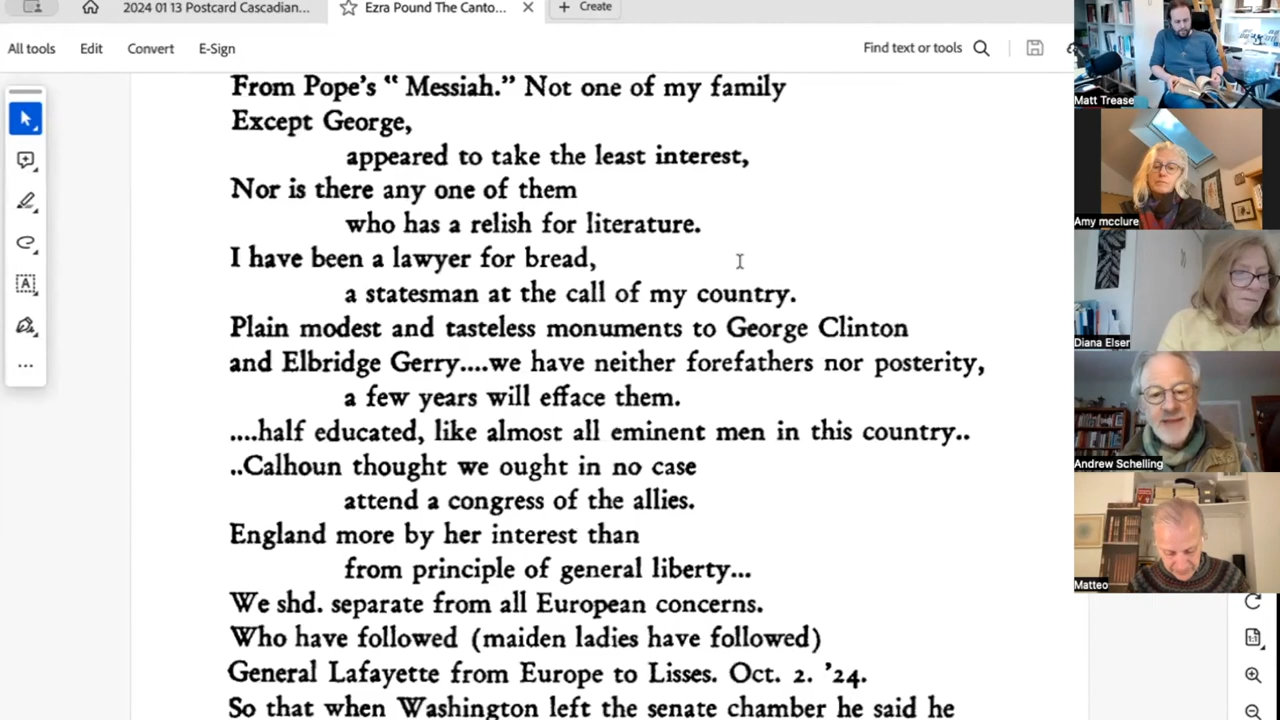 2024 01 13 Postcard Cascadian...
Ezra Pound The Canto...
Create
All tools
Edit
Convert
E-Sign
Find text or tools
From Pope's “ Messiah.” Not one of my family
Except George,
appeared to take the least interest,
Nor is there any one of them
who has a relish for literature.
I have been a lawyer for bread,
a statesman at the call of my country.
Plain modest and tasteless monuments to George Clinton
and Elbridge Gerry....we have neither forefathers nor posterity,
a few years will efface them.
....half educated, like almost all eminent men in this country..
..Calhoun thought we ought in no case
attend a congress of the allies.
England more by her interest than
from principle of general liberty...
We shd. separate from all European concerns.
Who have followed (maiden ladies have followed)
General Lafayette from Europe to Lisses. Oct. 2. '24.
So that when Washington left the senate chamber he said he
Matt Trease
Amy mcclure
Diana Elser
Andrew Schelling
Matteo